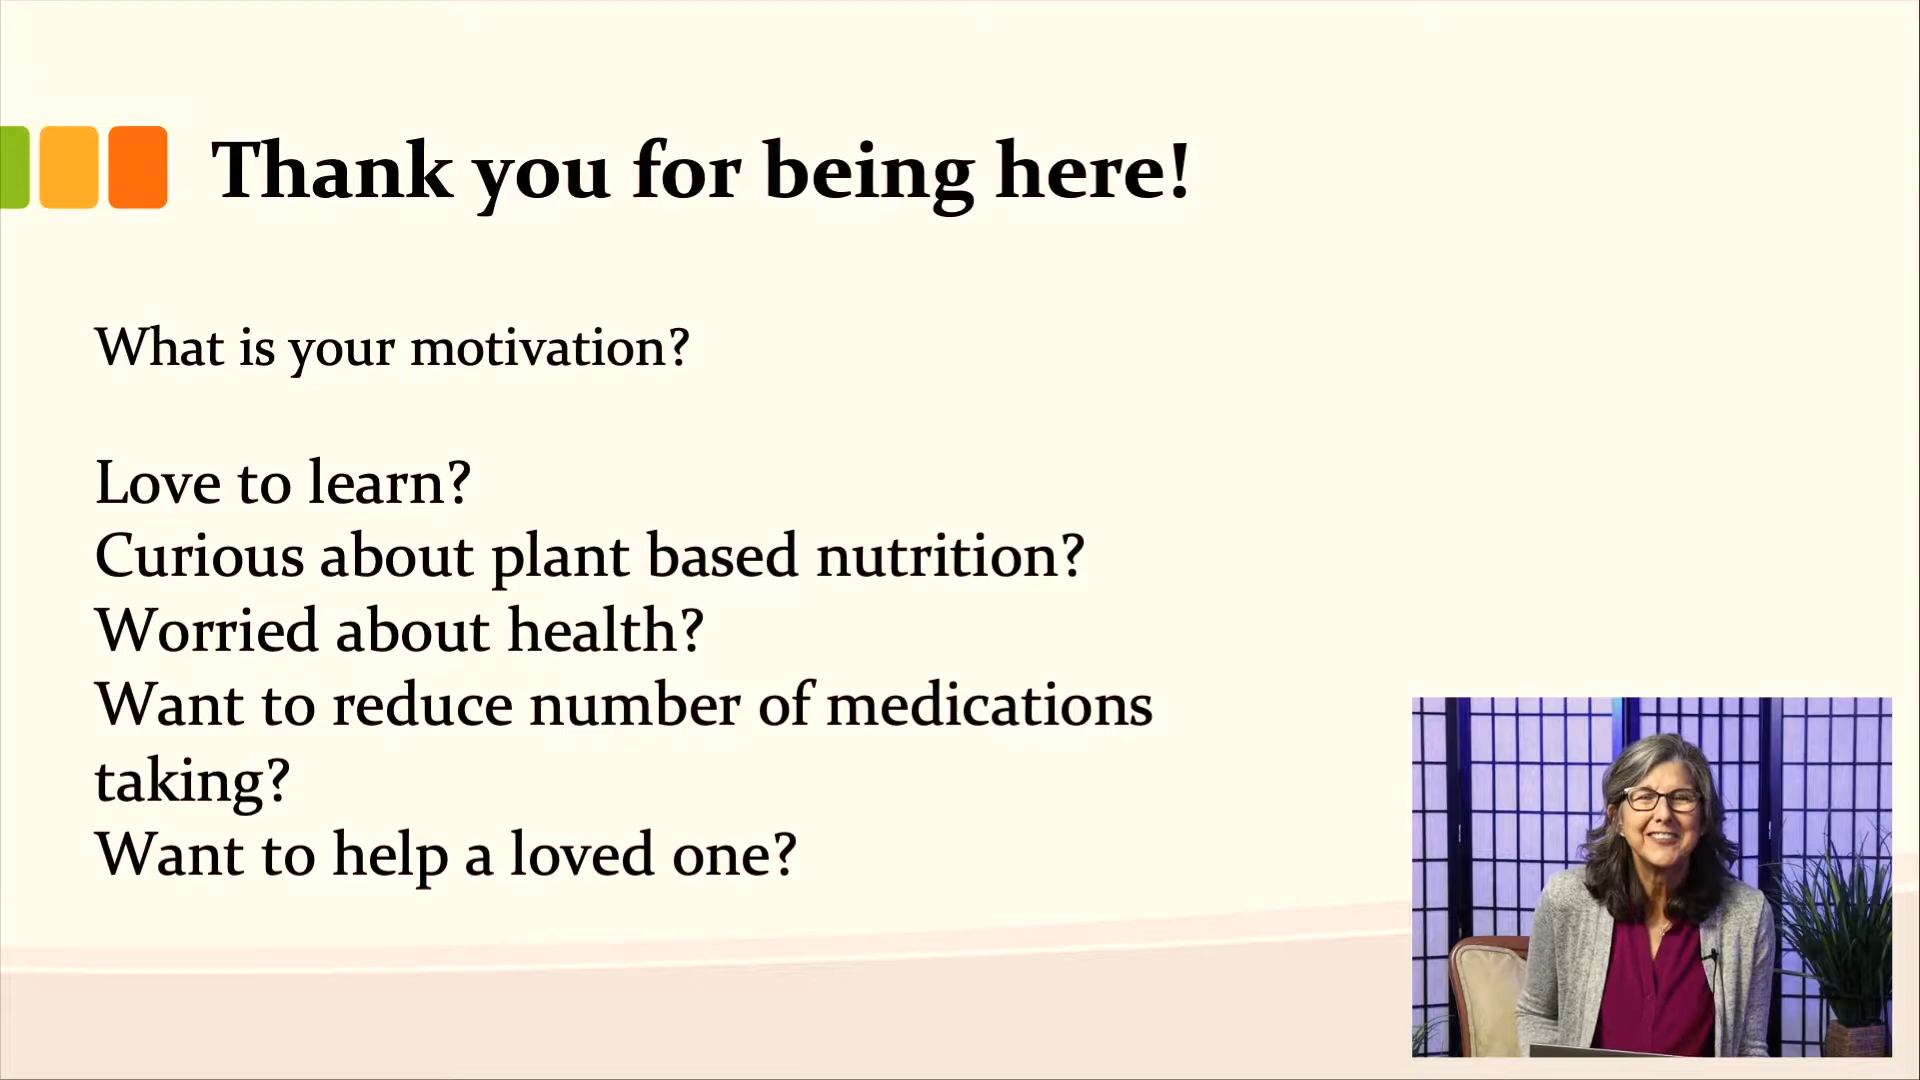 Thank you for being here!
What is your motivation?
Love to learn?
Curious about plant based nutrition?
Worried about health?
Want to reduce number of medications
taking?
Want to help a loved one?